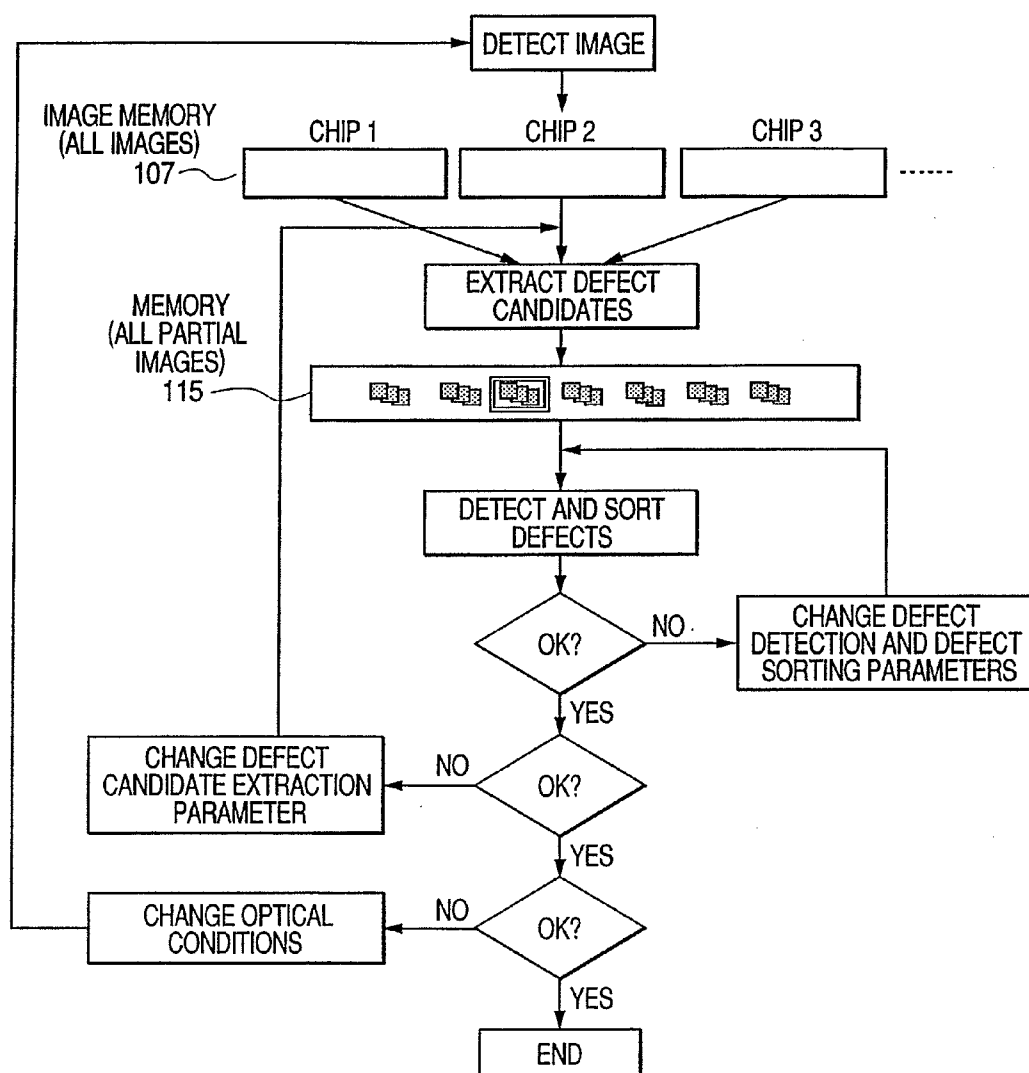 DETECT IMAGE
IMAGE MEMORY
(ALL IMAGES)
107
CHIP 1
CHIP 2
CHIP 3
EXTRACT DEFECT
CANDIDATES
MEMORY
(ALL PARTIAL
IMAGES)
115
DETECT AND SORT
DEFECTS
OK?
NO
CHANGE DEFECT
DETECTION AND DEFECT
SORTING PARAMETERS
YES
CHANGE DEFECT
CANDIDATE EXTRACTION
PARAMETER
NO
OK?
YES
CHANGE OPTICAL
CONDITIONS
NO
OK?
YES
END